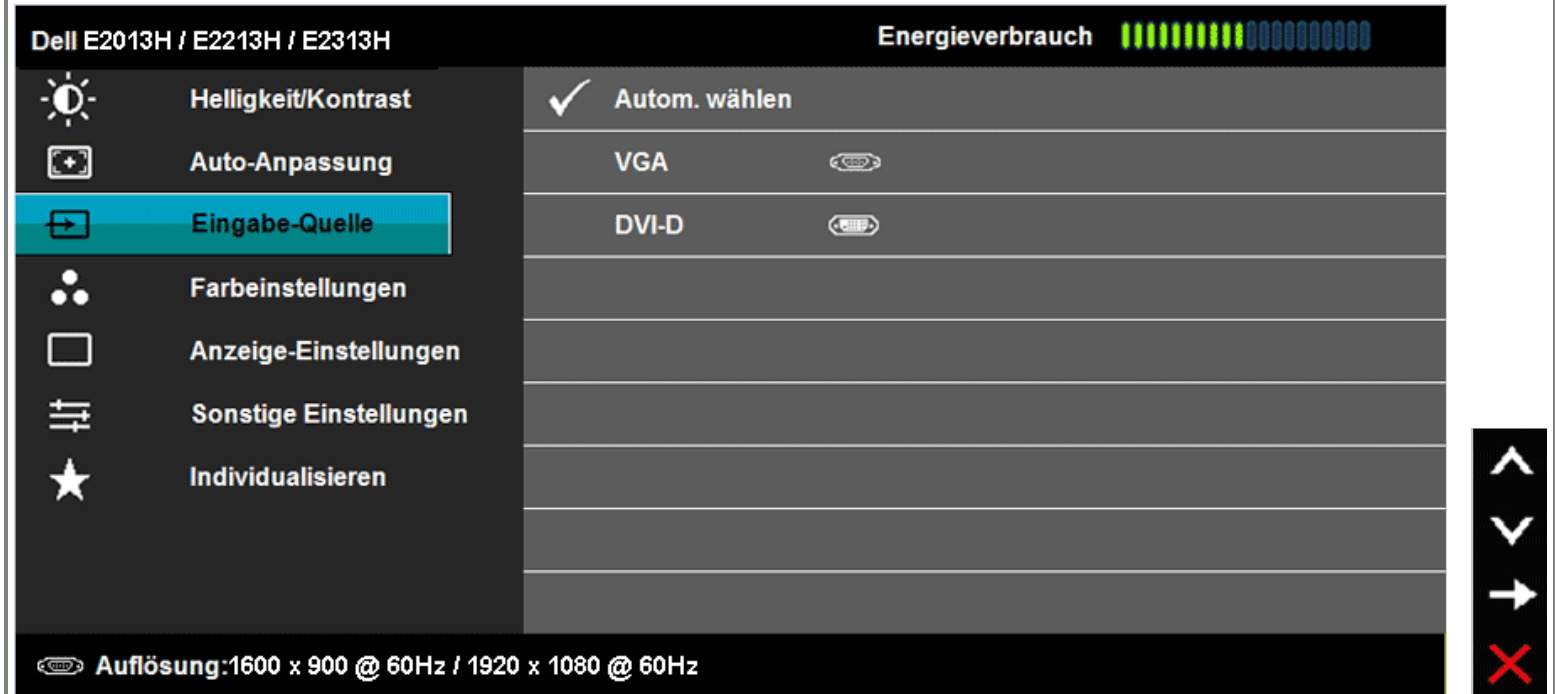 Dell E2013H / E2213H / E2313H
Energieverbrauch
Helligkeit/Kontrast
Auto-Anpassung
Eingabe-Quelle
Farbeinstellungen
Anzeige-Einstellungen
Sonstige Einstellungen
Individualisieren
Autom. wählen
VGA
DVI-D
Auflösung:1600 x 900 @ 60Hz / 1920 x 1080 @ 60Hz